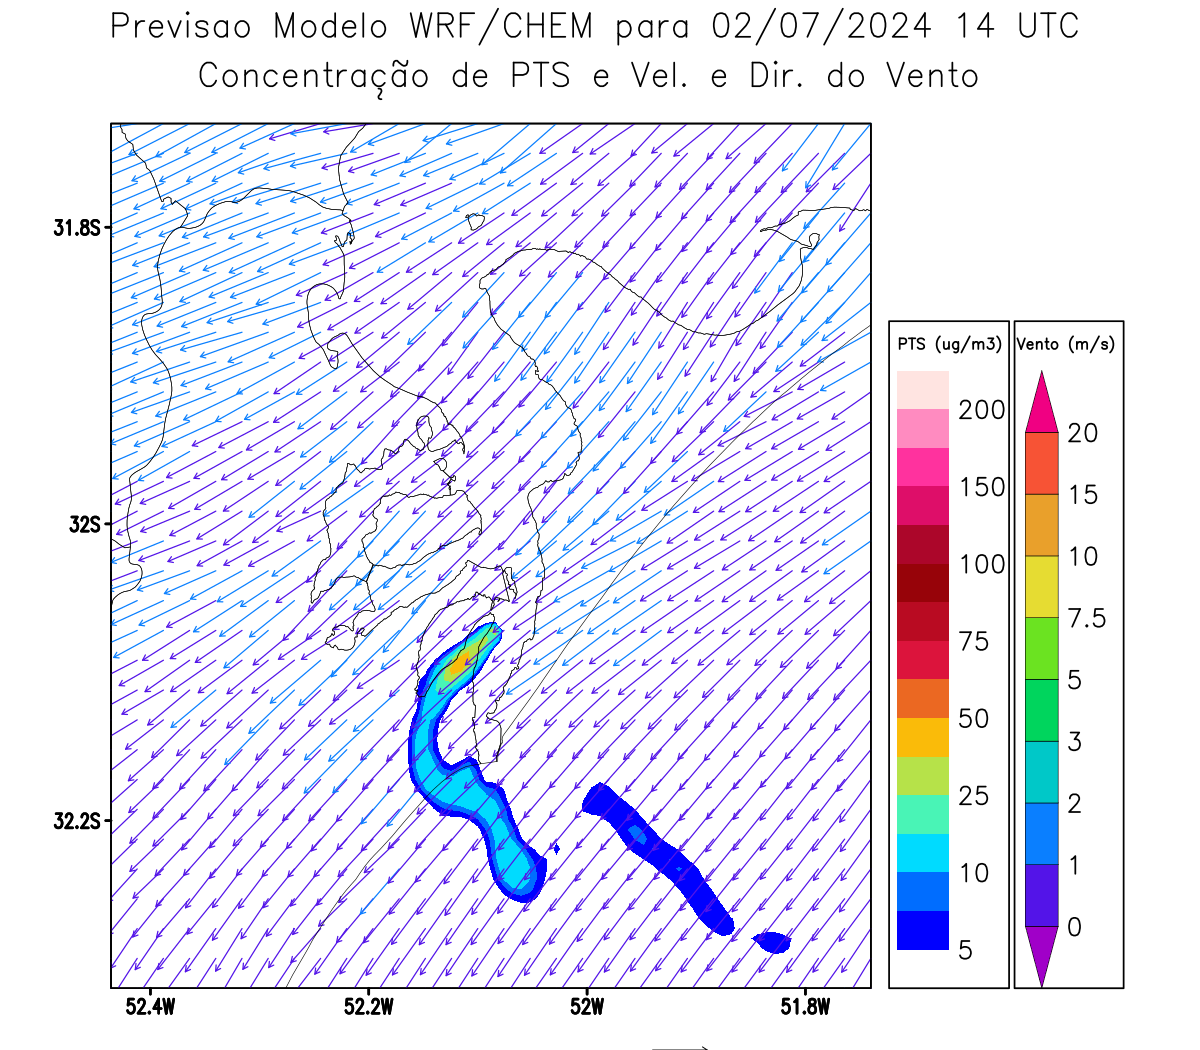 Previsao Modelo WRF/CHEM para 02/07/2024 14 UTC
Concentração de PTS e Vel. e Dir. do Vento
31.8S
32S
32.2S
52.4W 52.2W 52W 51.8W
PTS (ug/m3)
200
150
100
75
50
25
10
5
Vento (m/s)
20
15
10
7.5
5
3
2
1
0